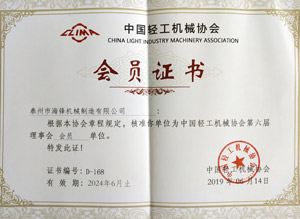 CLIMA
中国轻工机械协会
CHINA LIGHT INDUSTRY MACHINERY ASSOCIATION
会员证书
泰州市海锋机械制造有限公司 :
根据本协会章程规定，核准你单位为中国轻工机械协会第六届
理事会 会员 单位。
特发此证！
证书编号：D-168
有 效 期：2024年6月止
中国轻工机械协会
2019 年 06月14日